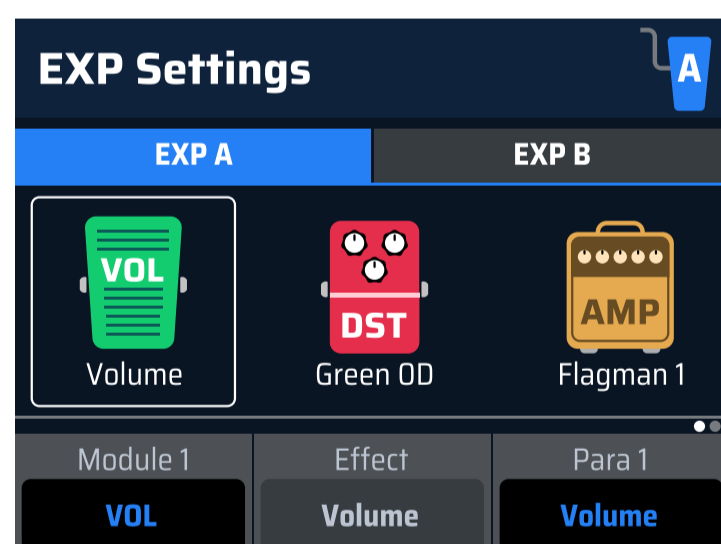 EXP Settings
A
EXP A
EXP B
VOL
DST
AMP
Volume
Green OD
Flagman 1
Module 1
Effect
Para 1
VOL
Volume
Volume